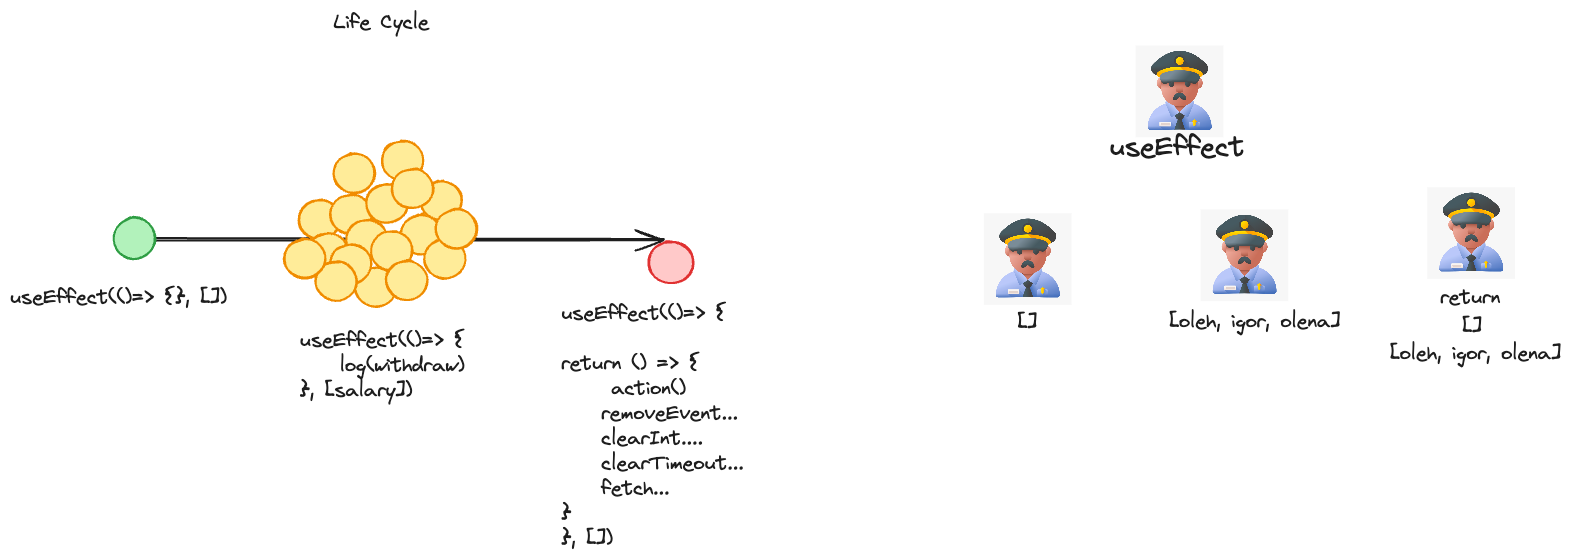 Life Cycle
useEffect(()=> {}, [])
useEffect(()=> {
log(withdraw)
}, [salary])
useEffect(()=> {
return () => {
action()
removeEvent...
clearInt....
clearTimeout...
fetch...
}
}, [])
useEffect
[]
[oleh, igor, olena]
return
[]
[oleh, igor, olena]